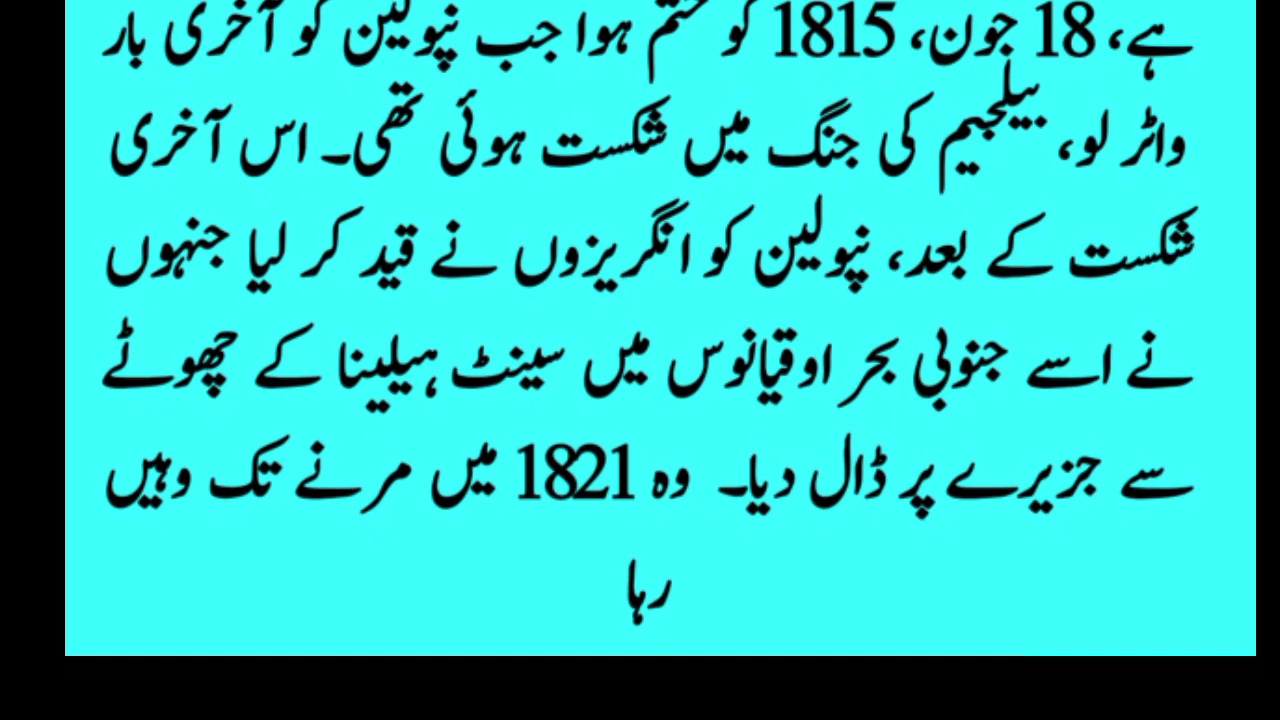 ہے، 18 جون، 1815 کو ختم ہوا جب نپولین کو آخری بار
واٹر لو، بیلجیم کی جنگ میں شکست ہوئی تھی۔ اس آخری
شکست کے بعد، نپولین کو انگریزوں نے قید کر لیا جنہوں
نے اسے جنوبی بحر اوقیانوس میں سینٹ ہیلینا کے چھوٹے
سے جزیرے پر ڈال دیا۔ وہ 1821 میں مرنے تک وہیں
رہا